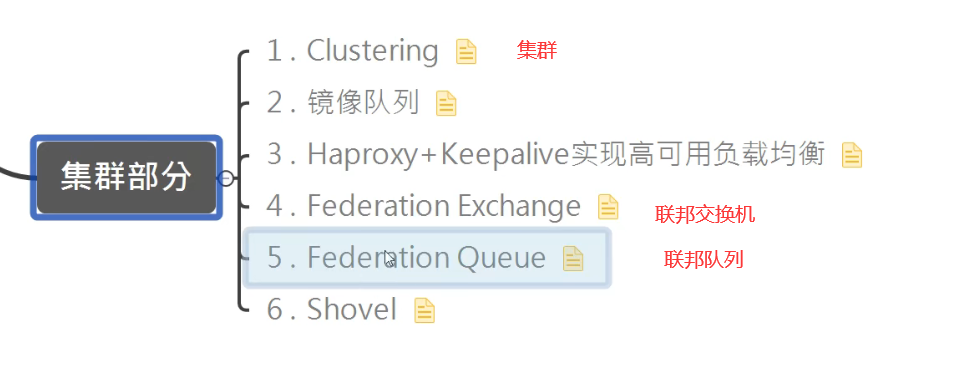 1. Clustering 集群
2. 镜像队列
3. Haproxy+Keepalive实现高可用负载均衡
集群部分
4. Federation Exchange 联邦交换机
5. Federation Queue 联邦队列
6. Shovel